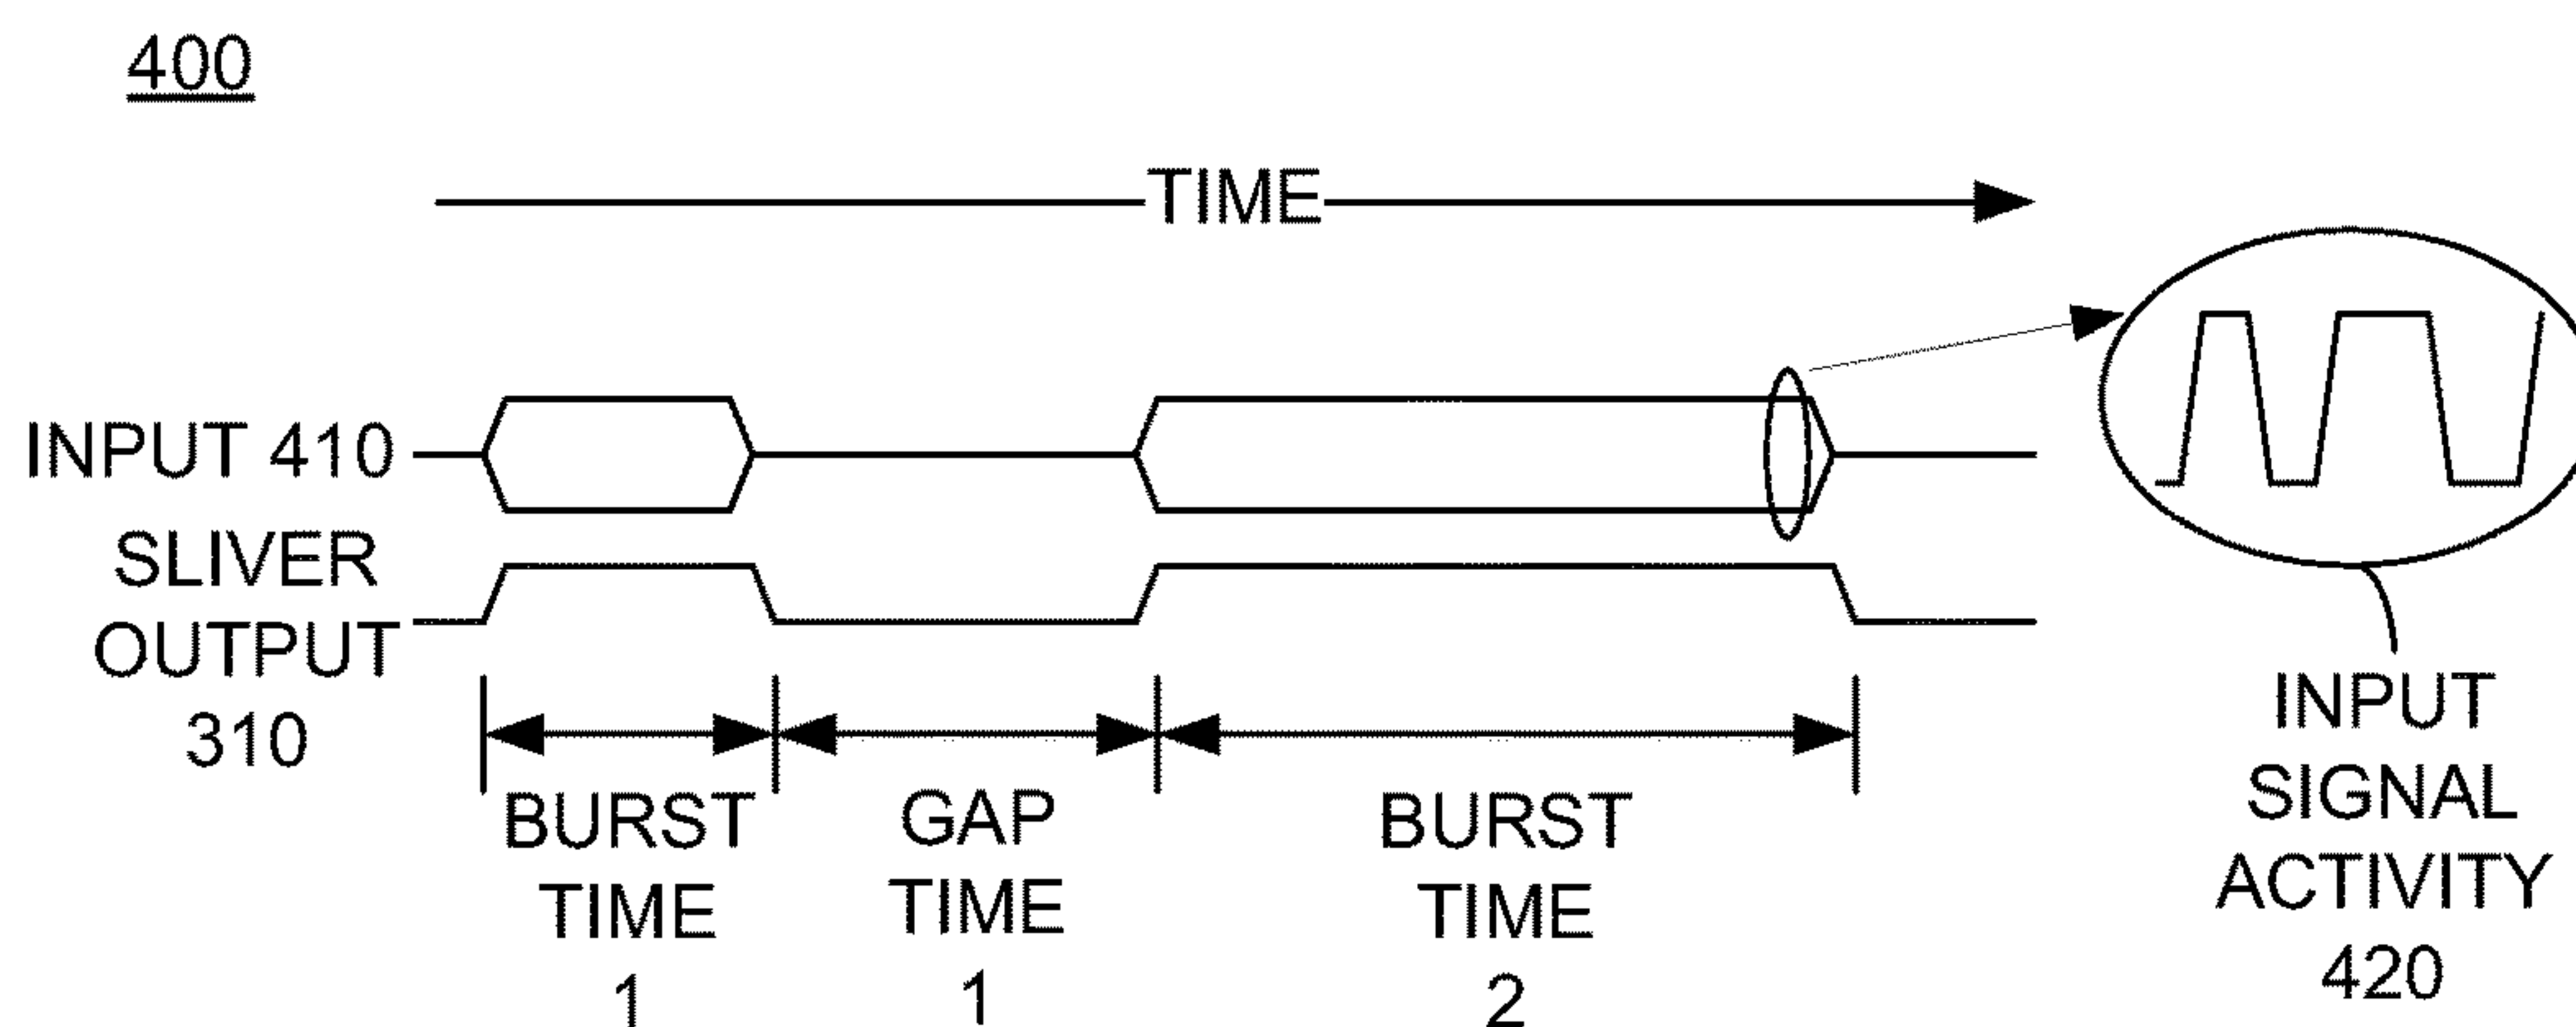 400
TIME
INPUT 410
SLIVER
OUTPUT
310
BURST
TIME
1
GAP
TIME
1
BURST
TIME
2
INPUT
SIGNAL
ACTIVITY
420